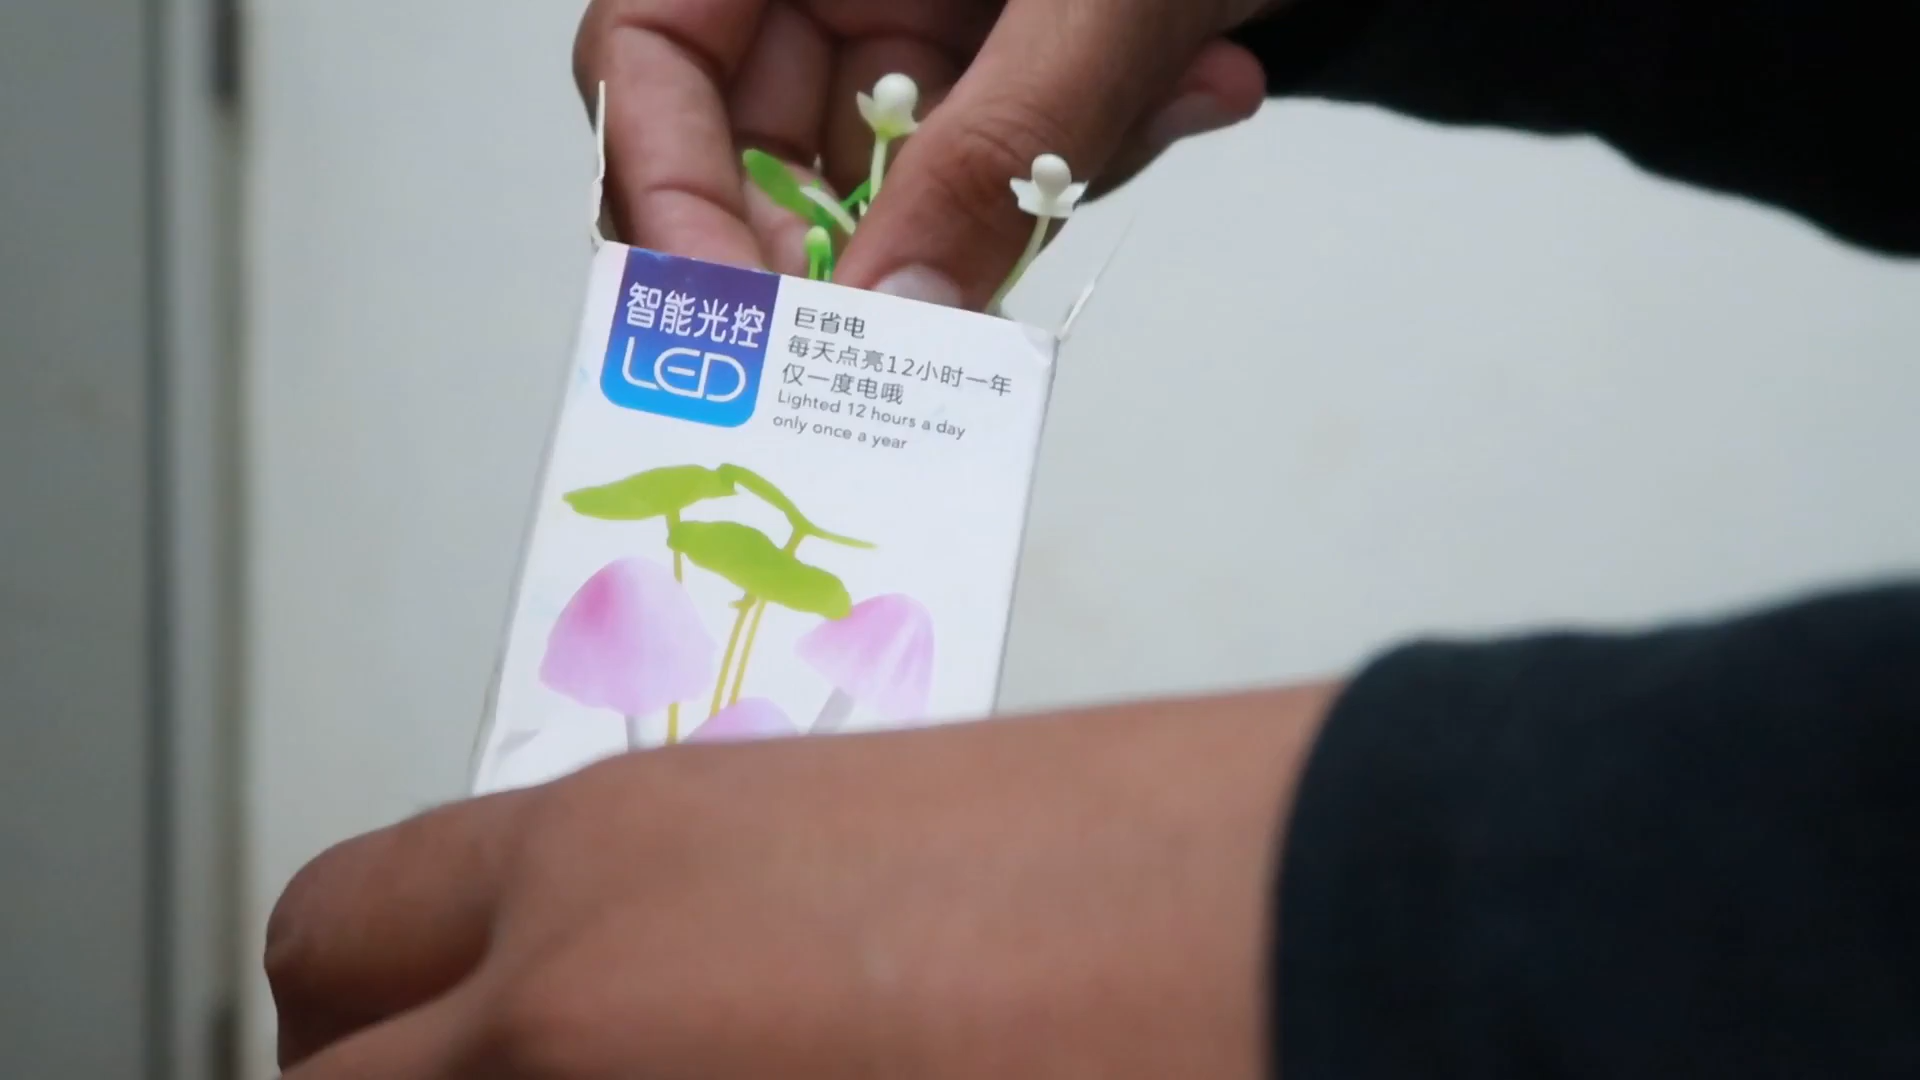 智能光控
LED
巨省电
每天点亮12小时一年
仅一度电哦
Lighted 12 hours a day
only once a year